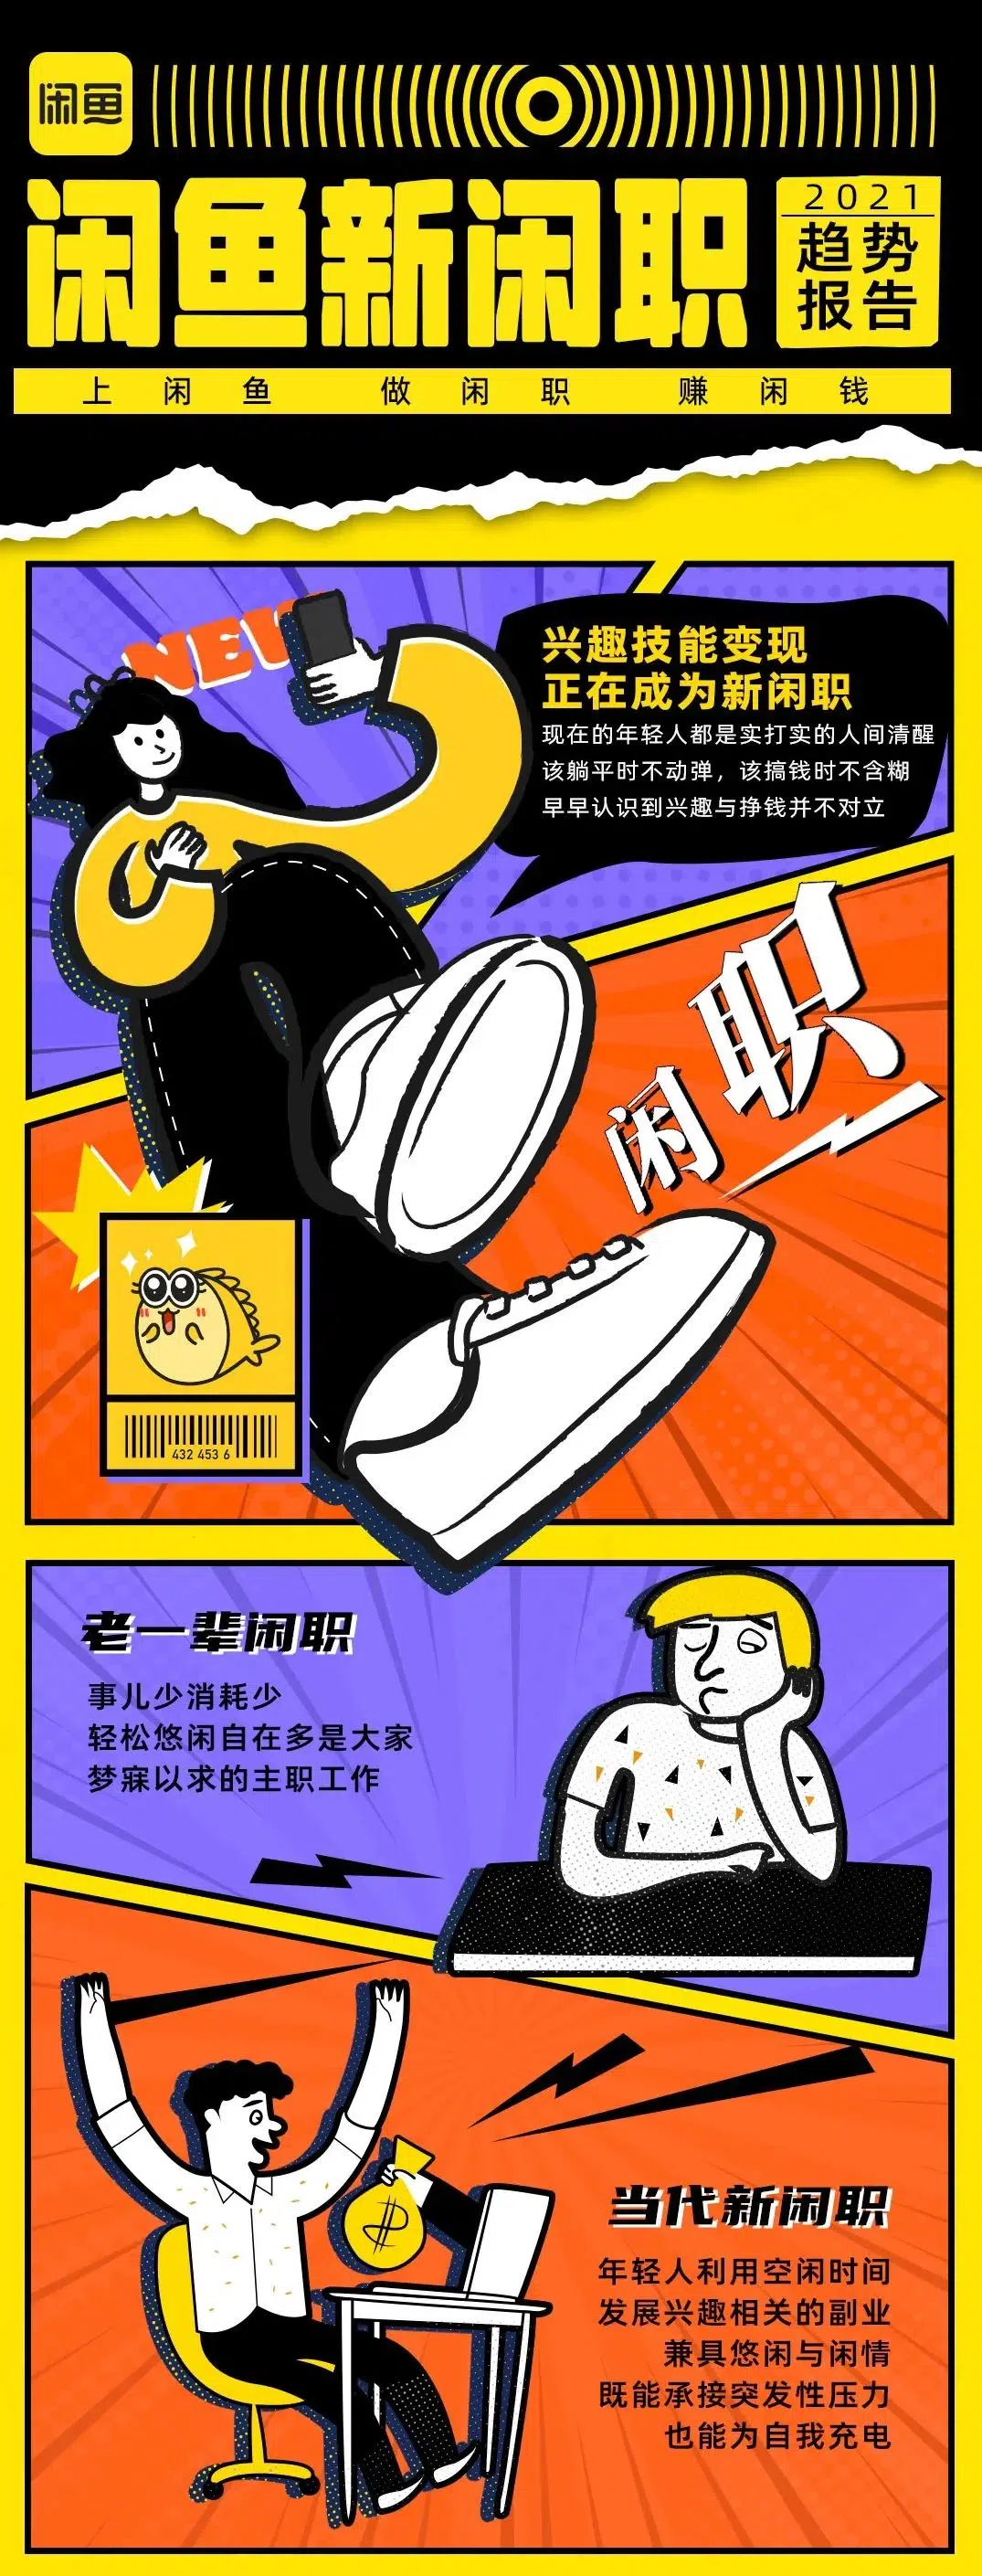 闲鱼
闲鱼新闲职
2021
趋势
报告
上闲鱼 做闲职 赚闲钱
NEW
兴趣技能变现
正在成为新闲职
现在的年轻人都是实打实的人间清醒
该躺平时不动弹，该搞钱时不含糊
早早认识到兴趣与挣钱并不对立
闲职
432 453 6
老一辈闲职
事儿少消耗少
轻松悠闲自在多是大家
梦寐以求的主职工作
当代新闲职
年轻人利用空闲时间
发展兴趣相关的副业
兼具悠闲与闲情
既能承接突发性压力
也能为自我充电